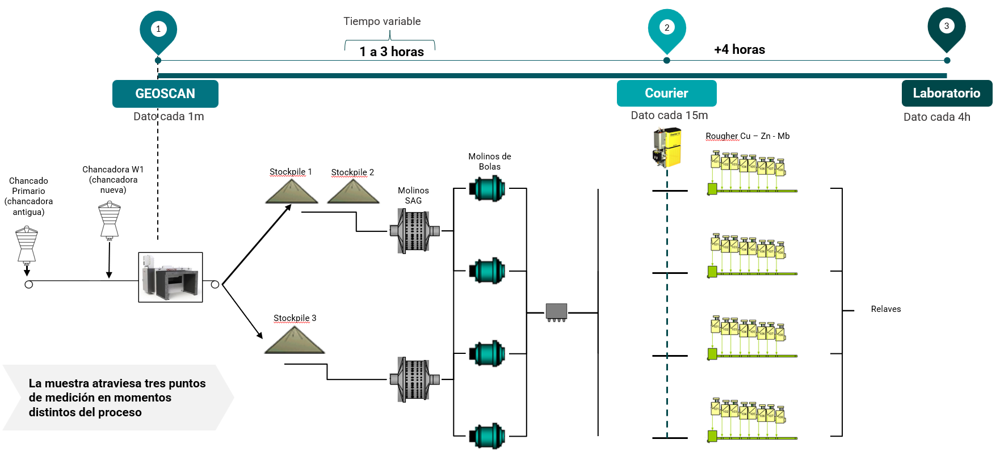 1
2
3
Tiempo variable
1 a 3 horas
+4 horas
GEOSCAN
Courier
Laboratorio
Dato cada 1m
Dato cada 15m
Dato cada 4h
Rougher Cu – Zn - Mb
Chancado
Primario
(chancadora
antigua)
Chancadora W1
(chancadora
nueva)
Stockpile 1
Stockpile 2
Molinos
SAG
Molinos de
Bolas
Stockpile 3
Relaves
La muestra atraviesa tres puntos
de medición en momentos
distintos del proceso